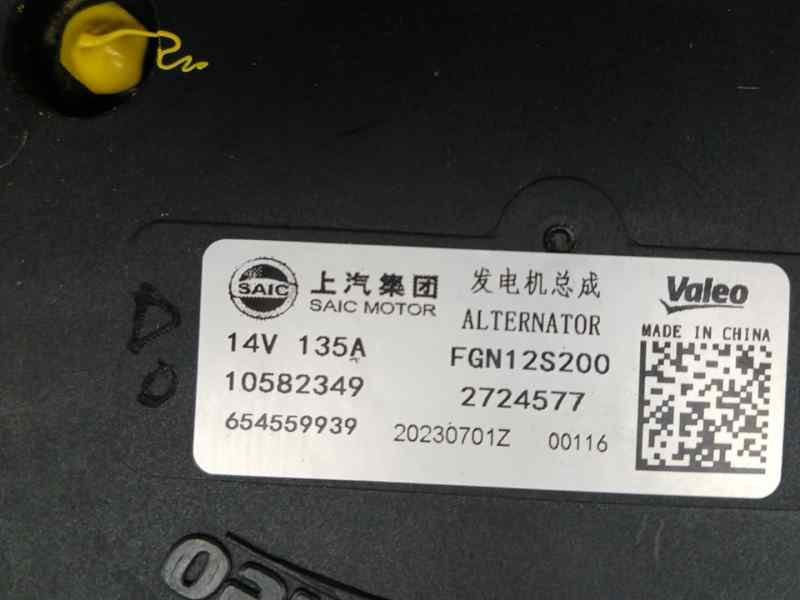 SAIC
上汽集团
SAIC MOTOR
发电机总成
ALTERNATOR
Valeo
MADE IN CHINA
14V 135A
FGN12S200
10582349
2724577
654559939
20230701Z 00116
D
0